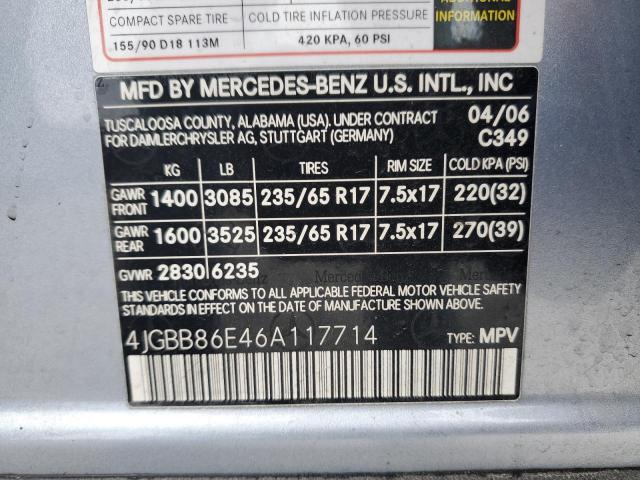 COMPACT SPARE TIRE COLD TIRE INFLATION PRESSURE
ADDITIONAL
INFORMATION
155/90 D18 113M 420 KPA, 60 PSI
MFD BY MERCEDES-BENZ U.S. INTL., INC
TUSCALOOSA COUNTY, ALABAMA (USA). UNDER CONTRACT 04/06
FOR DAIMLERCHRYSLER AG, STUTTGART (GERMANY) C349
KG LB TIRES RIM SIZE COLD KPA (PSI)
GAWR FRONT 1400 3085 235/65 R17 7.5x17 220(32)
GAWR REAR 1600 3525 235/65 R17 7.5x17 270(39)
GVWR 2830 6235
THIS VEHICLE CONFORMS TO ALL APPLICABLE FEDERAL MOTOR VEHICLE SAFETY
STANDARDS IN EFFECT ON THE DATE OF MANUFACTURE SHOWN ABOVE.
4JGBB86E46A117714 TYPE: MPV